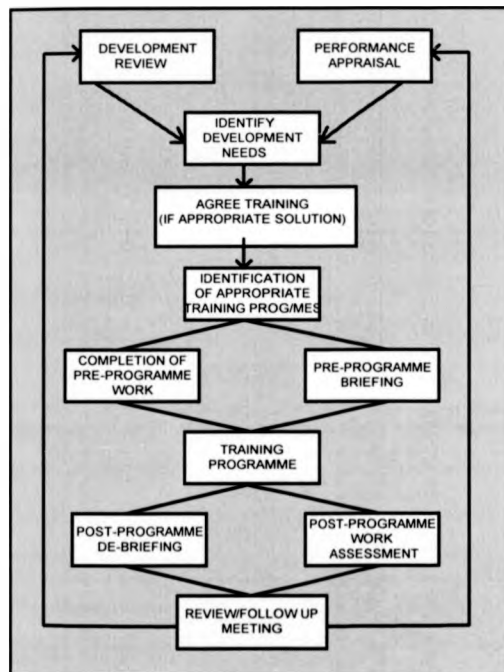 DEVELOPMENT
REVIEW
PERFORMANCE
APPRAISAL
IDENTIFY
DEVELOPMENT
NEEDS
AGREE TRAINING
(IF APPROPRIATE SOLUTION)
IDENTIFICATION
OF APPROPRIATE
TRAINING PROG/MES
COMPLETION OF
PRE-PROGRAMME
WORK
PRE-PROGRAMME
BRIEFING
TRAINING
PROGRAMME
POST-PROGRAMME
DE-BRIEFING
POST-PROGRAMME
WORK
ASSESSMENT
REVIEW/FOLLOW UP
MEETING